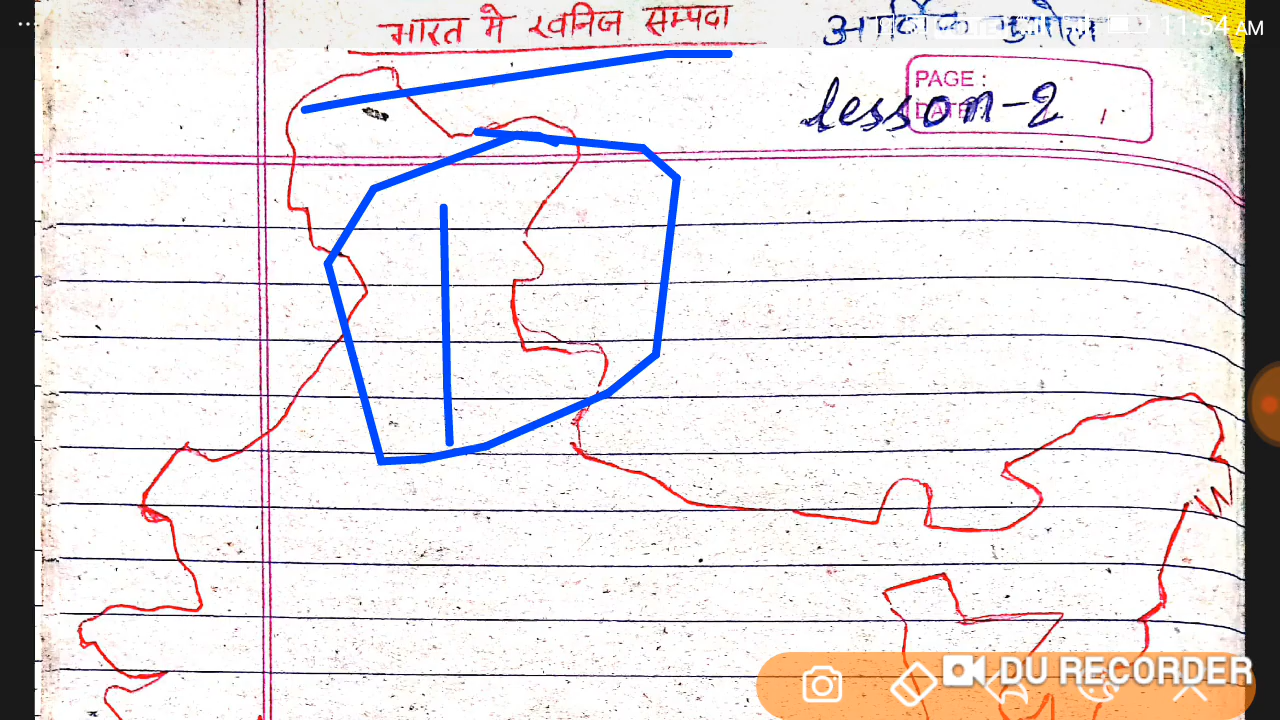 भारत मे खनिज सम्पदा
11:54 AM
PAGE :
lesson-2
DU RECORDER